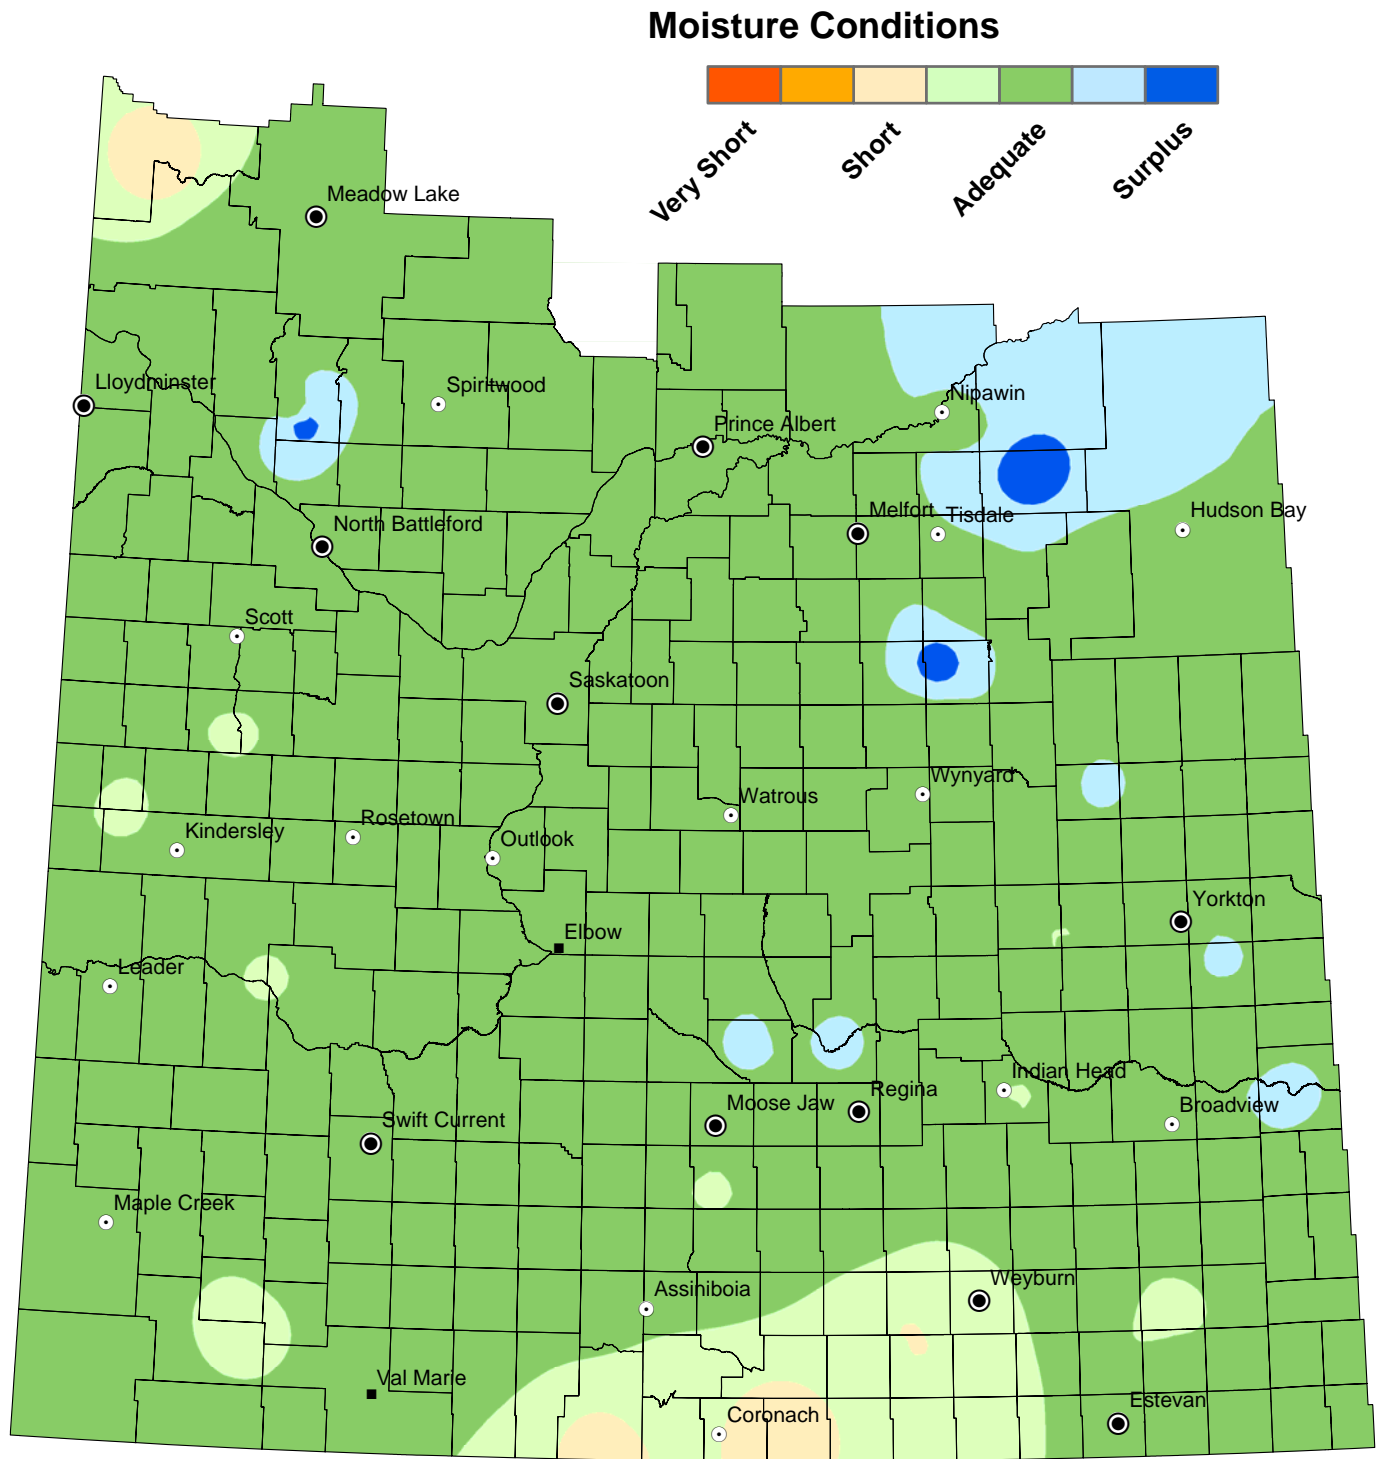 Moisture Conditions
Very Short
Short
Adequate
Surplus
Meadow Lake
Lloydminster
Spiritwood
Nipawin
Prince Albert
North Battleford
Melfort
Tisdale
Hudson Bay
Scott
Saskatoon
Wynyard
Watrous
Kindersley
Rosetown
Outlook
Yorkton
Elbow
Leader
Indian Head
Regina
Moose Jaw
Broadview
Swift Current
Maple Creek
Weyburn
Assiniboia
Val Marie
Estevan
Coronach